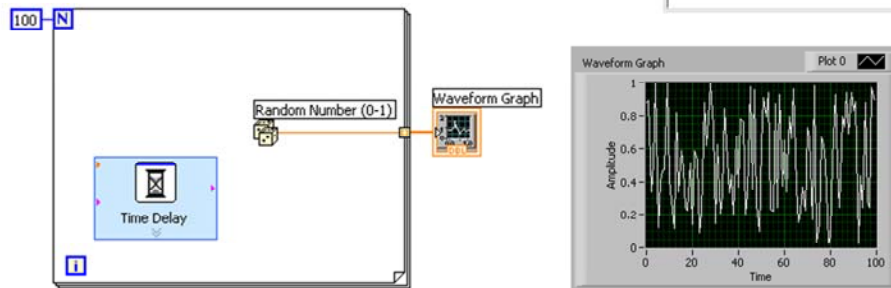 100
N
Random Number (0-1)
Waveform Graph
DBL
Time Delay
i
Waveform Graph
Plot 0
Amplitude
1-
0.8-
0.6-
0.4-
0.2-
0-
0
20
40
60
80
100
Time